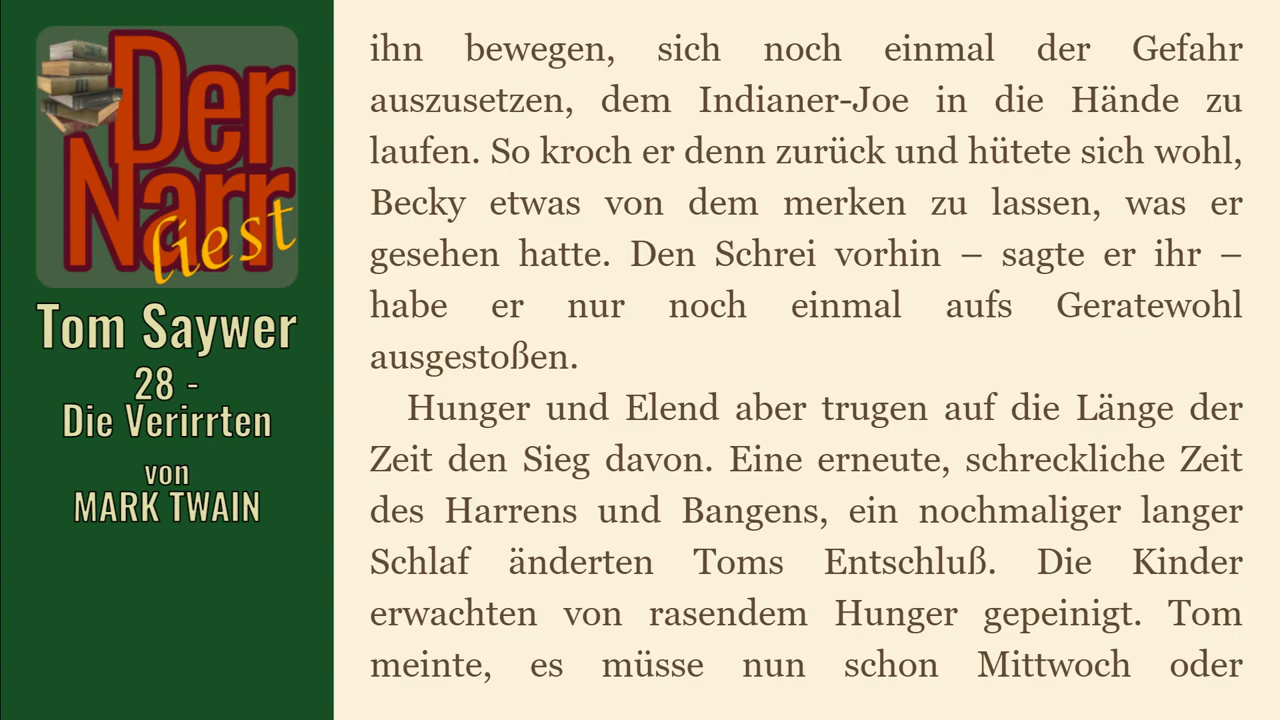 Der
Narr
liest
Tom Saywer
28 -
Die Verirrten
von
MARK TWAIN
ihn bewegen, sich noch einmal der Gefahr
auszusetzen, dem Indianer-Joe in die Hände zu
laufen. So kroch er denn zurück und hütete sich wohl,
Becky etwas von dem merken zu lassen, was er
gesehen hatte. Den Schrei vorhin – sagte er ihr –
habe er nur noch einmal aufs Geratewohl
ausgestoßen.
Hunger und Elend aber trugen auf die Länge der
Zeit den Sieg davon. Eine erneute, schreckliche Zeit
des Harrens und Bangens, ein nochmaliger langer
Schlaf änderten Toms Entschluß. Die Kinder
erwachten von rasendem Hunger gepeinigt. Tom
meinte, es müsse nun schon Mittwoch oder